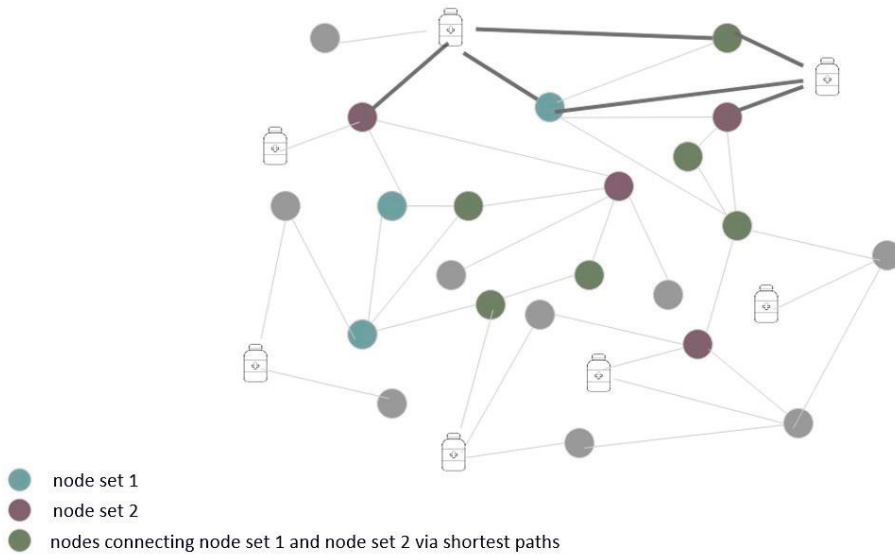 node set 1
node set 2
nodes connecting node set 1 and node set 2 via shortest paths